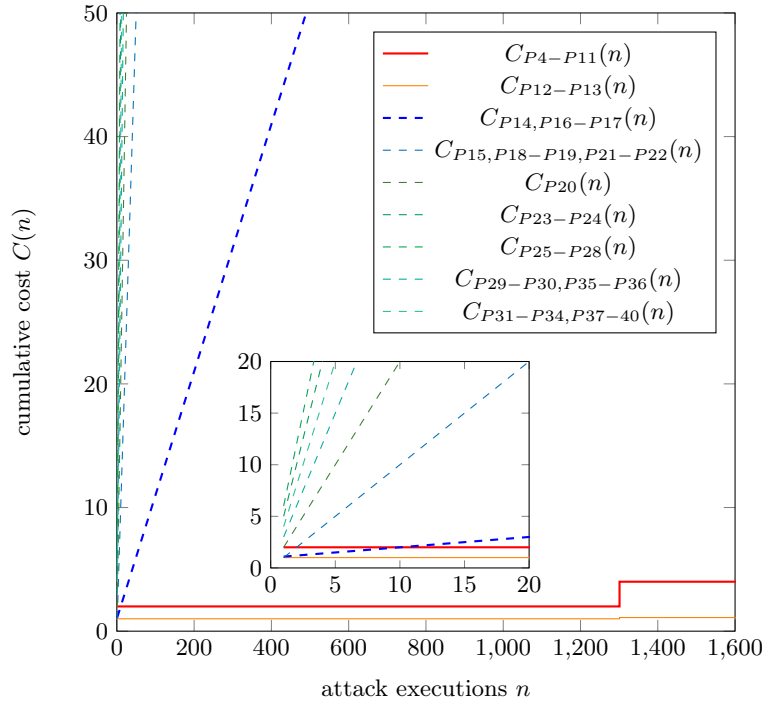 50
40
30
20
10
0
cumulative cost C(n)
C_{P4−P11}(n)
C_{P12−P13}(n)
C_{P14,P16−P17}(n)
C_{P15,P18−P19,P21−P22}(n)
C_{P20}(n)
C_{P23−P24}(n)
C_{P25−P28}(n)
C_{P29−P30,P35−P36}(n)
C_{P31−P34,P37−40}(n)
20
15
10
5
0
0 5 10 15 20
0 200 400 600 800 1,000 1,200 1,400 1,600
attack executions n